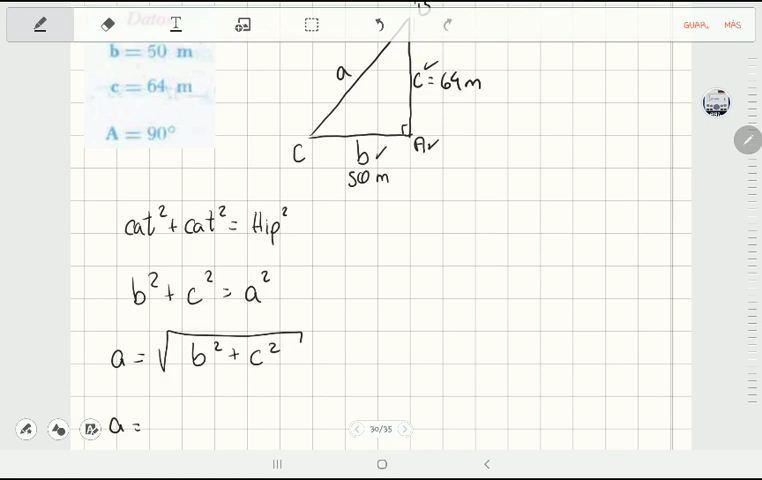 Datos
GUAR. MÁS
b = 50 m
c = 64 m
A = 90°
B
a
c = 64 m
C
b
50 m
A
cat² + cat² = Hip²
b² + c² = a²
a = √b² + c²
a =
30/35